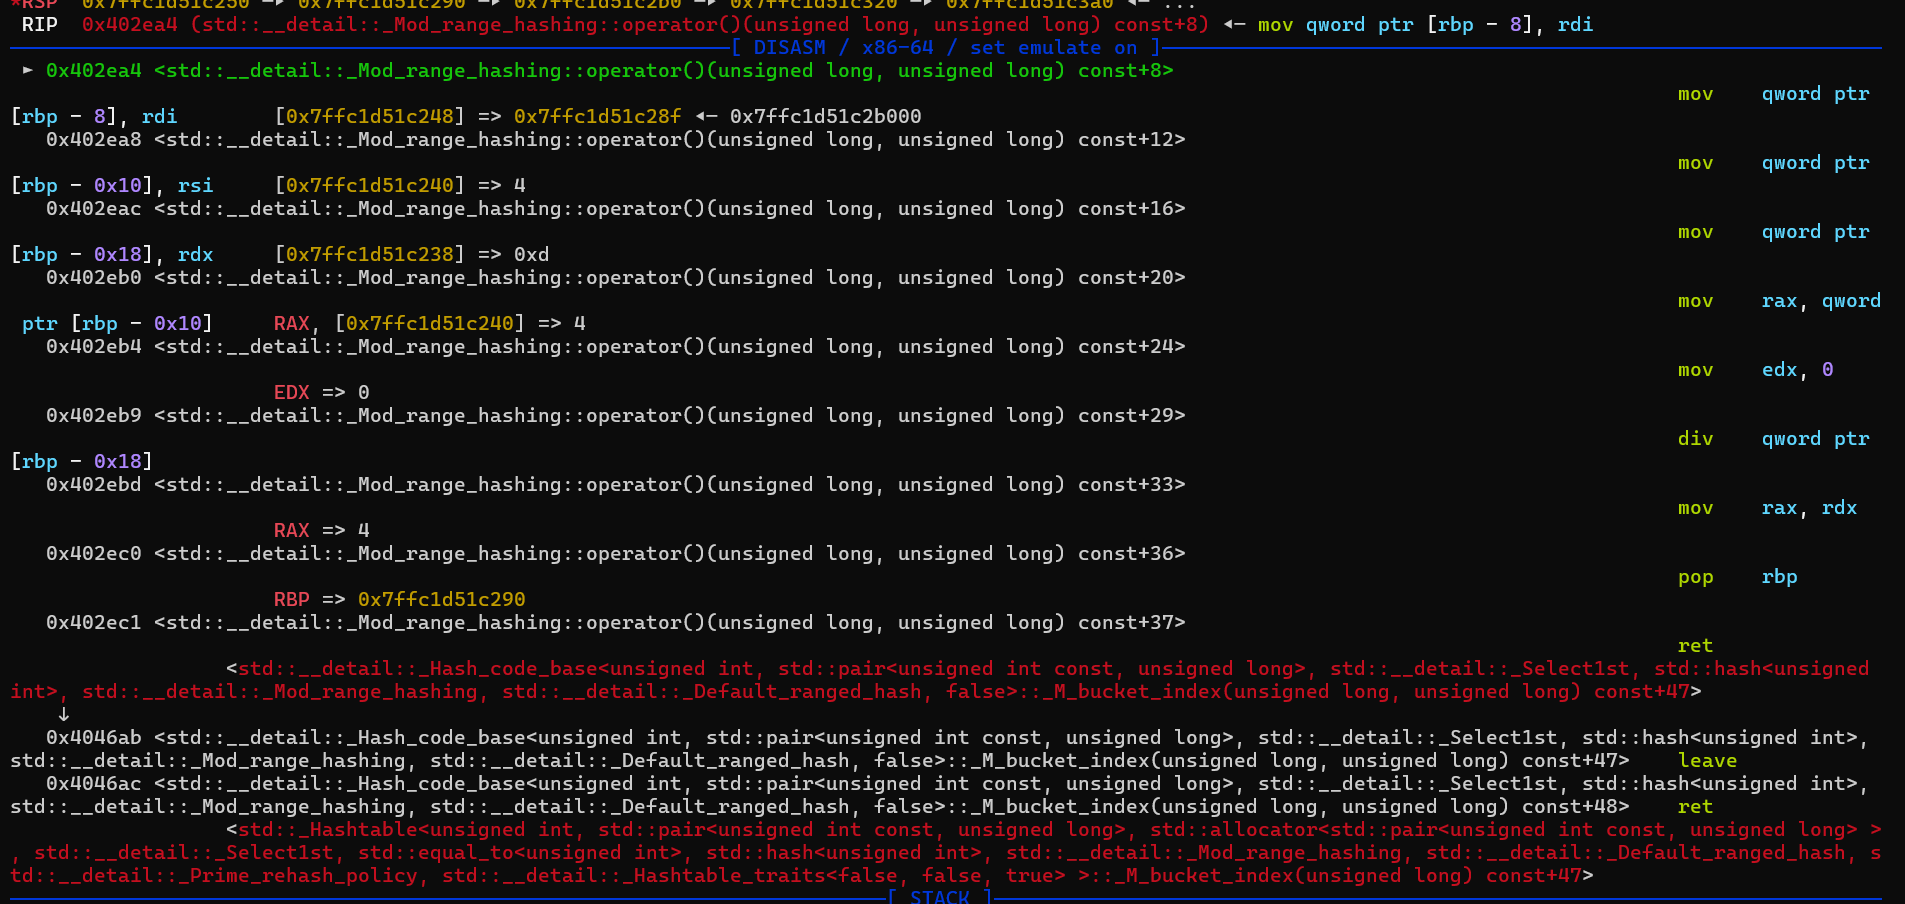 *RSP  0x7ffc1d51c250 —▸ 0x7ffc1d51c290 —▸ 0x7ffc1d51c2b0 —▸ 0x7ffc1d51c320 —▸ 0x7ffc1d51c3a0 ◂— ...
 RIP  0x402ea4 (std::__detail::_Mod_range_hashing::operator()(unsigned long, unsigned long) const+8) ◂— mov qword ptr [rbp - 8], rdi
[ DISASM / x86-64 / set emulate on ]
 ► 0x402ea4 <std::__detail::_Mod_range_hashing::operator()(unsigned long, unsigned long) const+8>
mov    qword ptr
[rbp - 8], rdi        [0x7ffc1d51c248] => 0x7ffc1d51c28f ◂— 0x7ffc1d51c2b000
   0x402ea8 <std::__detail::_Mod_range_hashing::operator()(unsigned long, unsigned long) const+12>
mov    qword ptr
[rbp - 0x10], rsi     [0x7ffc1d51c240] => 4
   0x402eac <std::__detail::_Mod_range_hashing::operator()(unsigned long, unsigned long) const+16>
mov    qword ptr
[rbp - 0x18], rdx     [0x7ffc1d51c238] => 0xd
   0x402eb0 <std::__detail::_Mod_range_hashing::operator()(unsigned long, unsigned long) const+20>
mov    rax, qword
 ptr [rbp - 0x10]     RAX, [0x7ffc1d51c240] => 4
   0x402eb4 <std::__detail::_Mod_range_hashing::operator()(unsigned long, unsigned long) const+24>
mov    edx, 0
EDX => 0
   0x402eb9 <std::__detail::_Mod_range_hashing::operator()(unsigned long, unsigned long) const+29>
div    qword ptr
[rbp - 0x18]
   0x402ebd <std::__detail::_Mod_range_hashing::operator()(unsigned long, unsigned long) const+33>
mov    rax, rdx
RAX => 4
   0x402ec0 <std::__detail::_Mod_range_hashing::operator()(unsigned long, unsigned long) const+36>
pop    rbp
RBP => 0x7ffc1d51c290
   0x402ec1 <std::__detail::_Mod_range_hashing::operator()(unsigned long, unsigned long) const+37>
ret
<std::__detail::_Hash_code_base<unsigned int, std::pair<unsigned int const, unsigned long>, std::__detail::_Select1st, std::hash<unsigned
int>, std::__detail::_Mod_range_hashing, std::__detail::_Default_ranged_hash, false>::_M_bucket_index(unsigned long, unsigned long) const+47>
↓
   0x4046ab <std::__detail::_Hash_code_base<unsigned int, std::pair<unsigned int const, unsigned long>, std::__detail::_Select1st, std::hash<unsigned int>,
std::__detail::_Mod_range_hashing, std::__detail::_Default_ranged_hash, false>::_M_bucket_index(unsigned long, unsigned long) const+47>    leave
   0x4046ac <std::__detail::_Hash_code_base<unsigned int, std::pair<unsigned int const, unsigned long>, std::__detail::_Select1st, std::hash<unsigned int>,
std::__detail::_Mod_range_hashing, std::__detail::_Default_ranged_hash, false>::_M_bucket_index(unsigned long, unsigned long) const+48>    ret
<std::_Hashtable<unsigned int, std::pair<unsigned int const, unsigned long>, std::allocator<std::pair<unsigned int const, unsigned long> >
, std::__detail::_Select1st, std::equal_to<unsigned int>, std::hash<unsigned int>, std::__detail::_Mod_range_hashing, std::__detail::_Default_ranged_hash, s
td::__detail::_Prime_rehash_policy, std::__detail::_Hashtable_traits<false, false, true> >::_M_bucket_index(unsigned long) const+47>
[ STACK ]